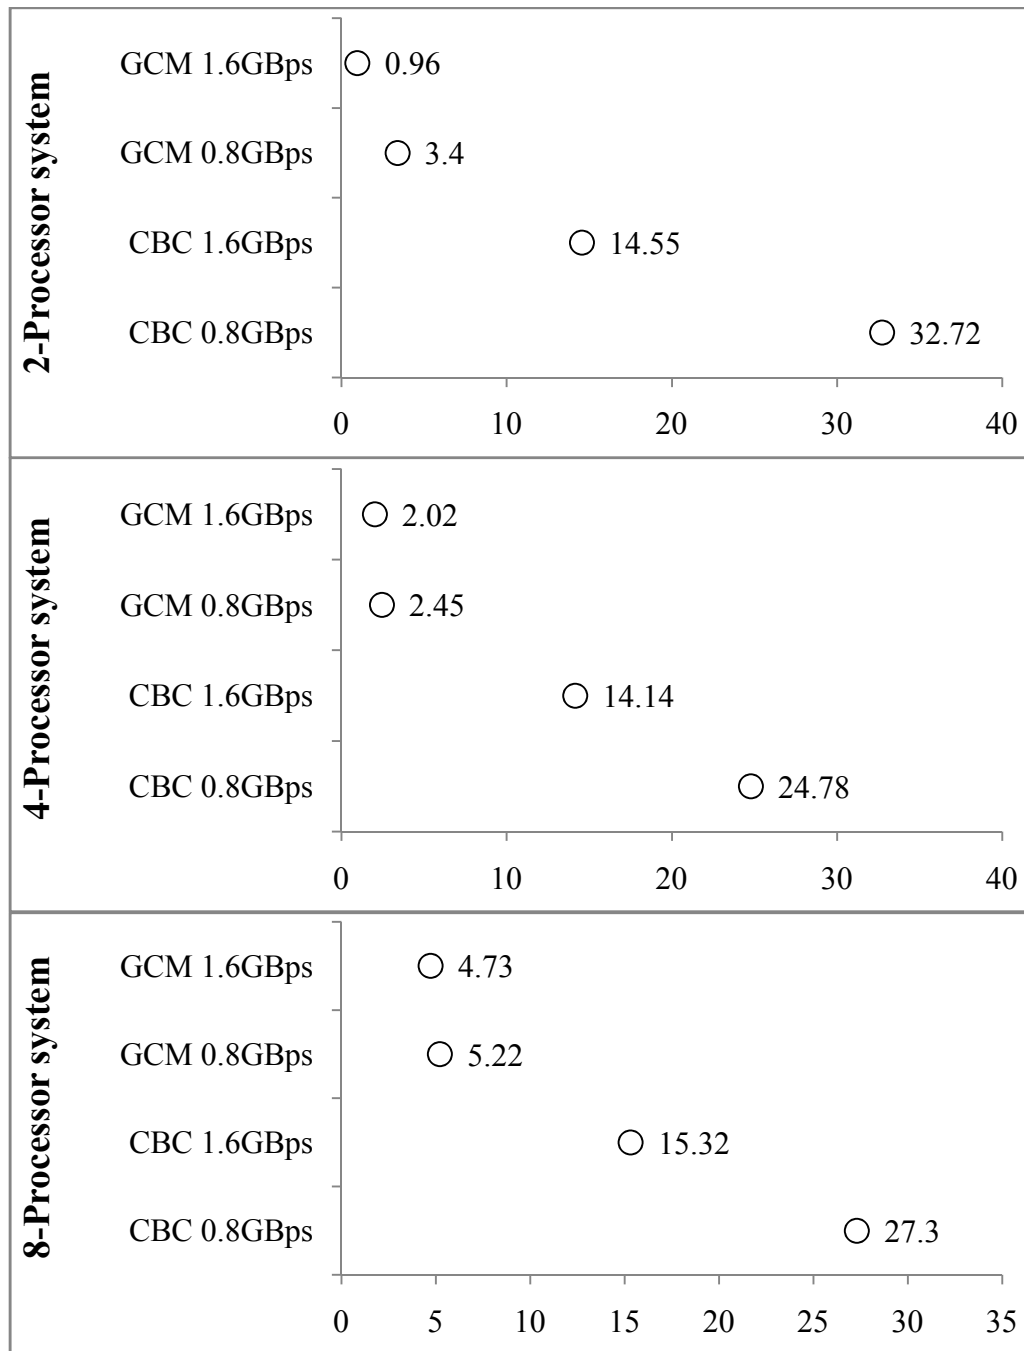 2-Processor system
GCM 1.6GBps 0.96
GCM 0.8GBps 3.4
CBC 1.6GBps 14.55
CBC 0.8GBps 32.72
0 10 20 30 40
4-Processor system
GCM 1.6GBps 2.02
GCM 0.8GBps 2.45
CBC 1.6GBps 14.14
CBC 0.8GBps 24.78
0 10 20 30 40
8-Processor system
GCM 1.6GBps 4.73
GCM 0.8GBps 5.22
CBC 1.6GBps 15.32
CBC 0.8GBps 27.3
0 5 10 15 20 25 30 35